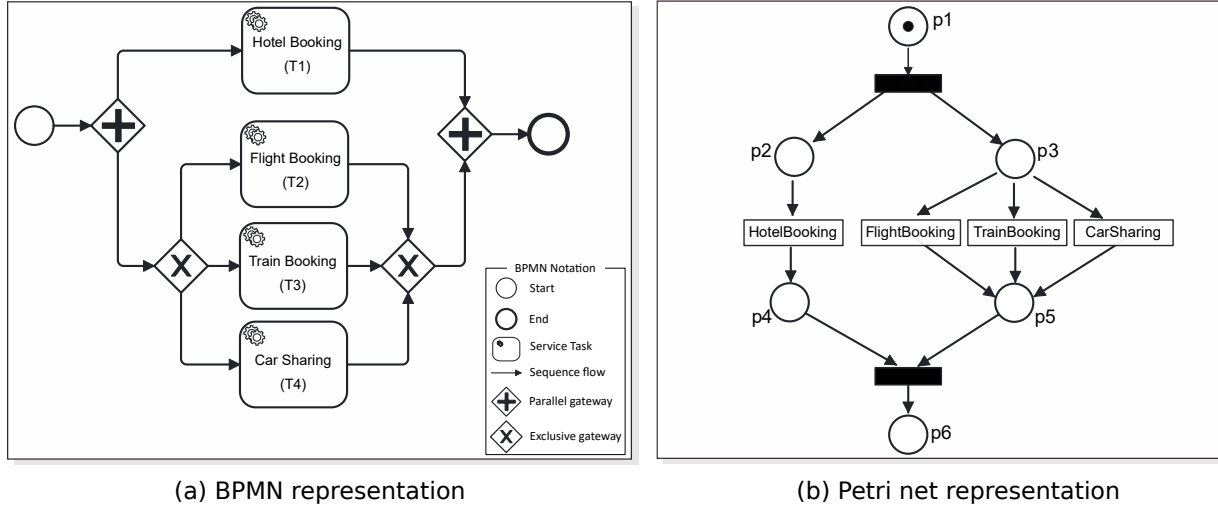 Hotel Booking
(T1)
Flight Booking
(T2)
Train Booking
(T3)
Car Sharing
(T4)
BPMN Notation
Start
End
Service Task
Sequence flow
Parallel gateway
Exclusive gateway
(a) BPMN representation
p1
p2
p3
HotelBooking
FlightBooking
TrainBooking
CarSharing
p4
p5
p6
(b) Petri net representation